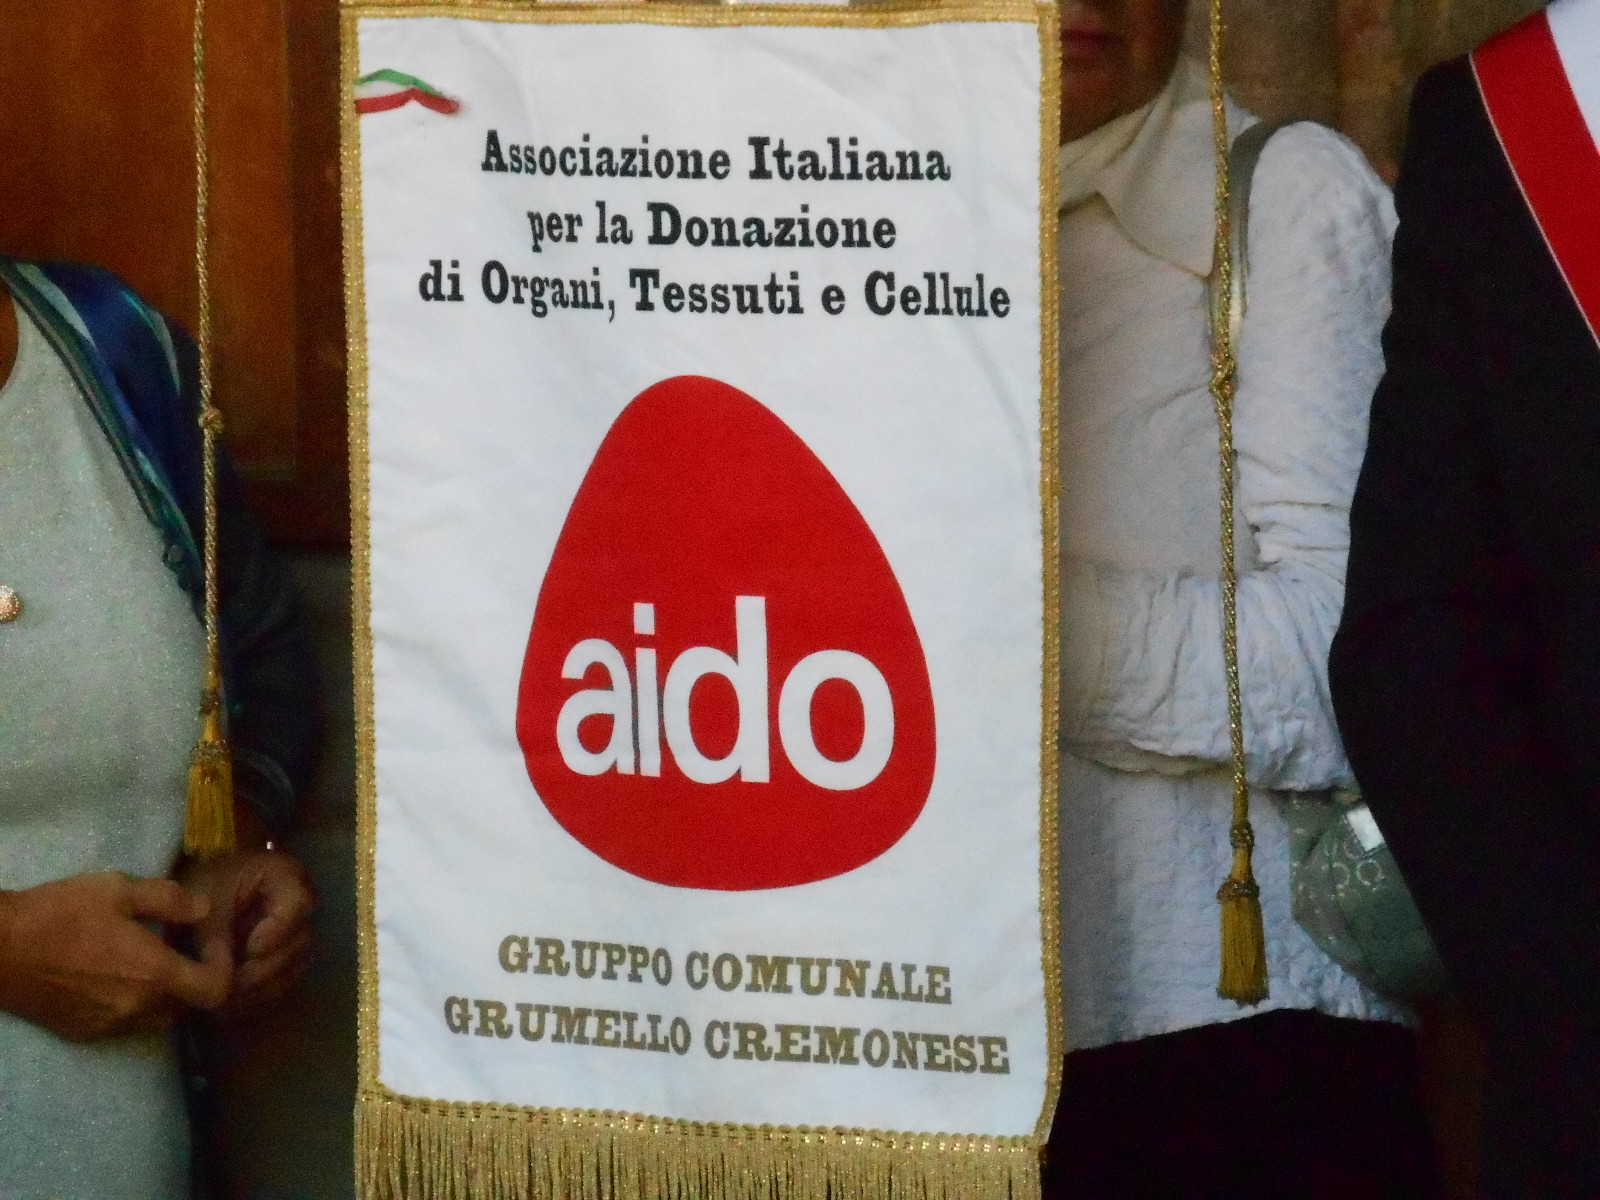 Associazione Italiana
per la Donazione
di Organi, Tessuti e Cellule
aido
GRUPPO COMUNALE
GRUMELLO CREMONESE